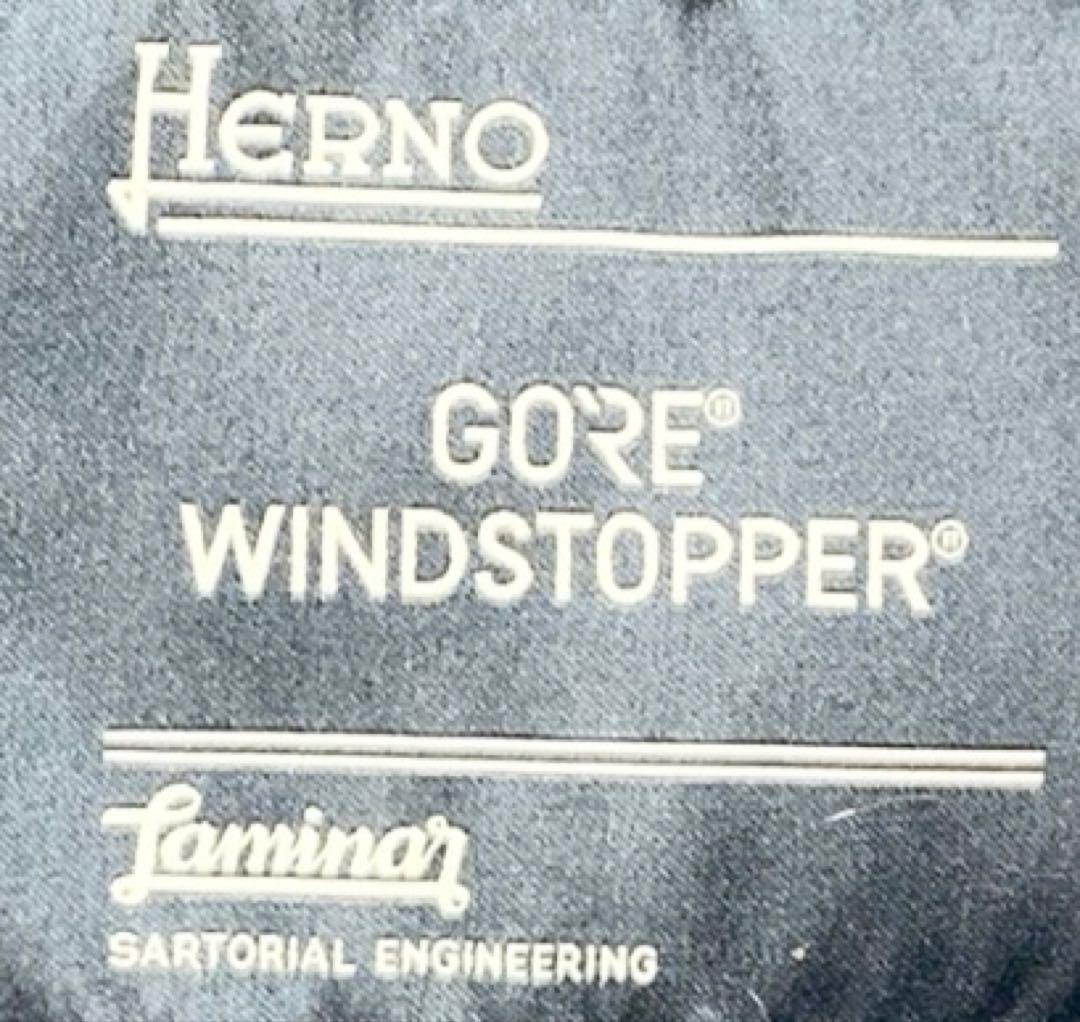 HERNO
GORE®
WINDSTOPPER®
Laminar
SARTORIAL ENGINEERING